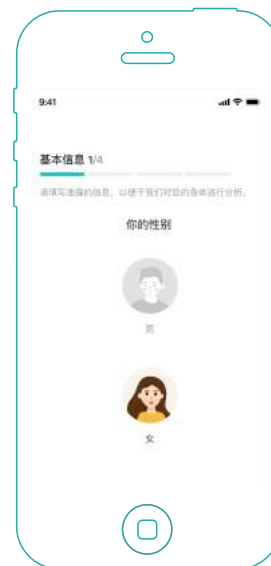 9:41
基本信息 1/4
请填写准确的信息，以便于我们对您的身体进行分析。
你的性别
男
女